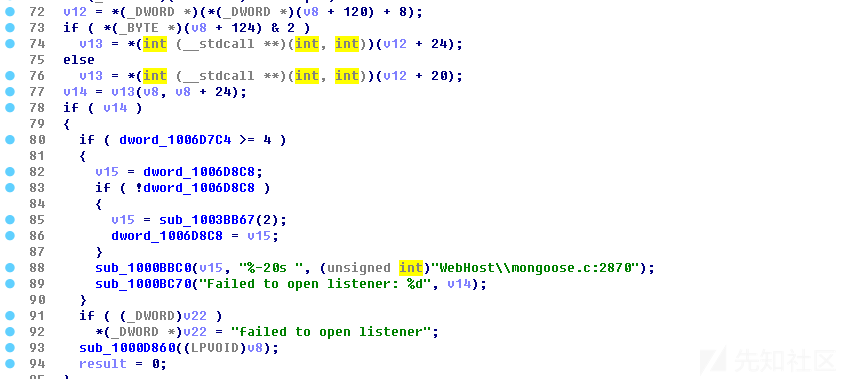 72 v12 = *(_DWORD *)(*(_DWORD *)(v8 + 120) + 8);
73 if ( *(_BYTE *)(v8 + 124) & 2 )
74 v13 = *(int (__stdcall **)(int, int))(v12 + 24);
75 else
76 v13 = *(int (__stdcall **)(int, int))(v12 + 20);
77 v14 = v13(v8, v8 + 24);
78 if ( v14 )
79 {
80 if ( dword_1006D7C4 >= 4 )
81 {
82 v15 = dword_1006D8C8;
83 if ( !dword_1006D8C8 )
84 {
85 v15 = sub_1003BB67(2);
86 dword_1006D8C8 = v15;
87 }
88 sub_1000BBC0(v15, "%-20s ", (unsigned int)"WebHost\\mongoose.c:2870");
89 sub_1000BC70("Failed to open listener: %d", v14);
90 }
91 if ( (_DWORD)v22 )
92 *(_DWORD *)v22 = "failed to open listener";
93 sub_1000D860((LPVOID)v8);
94 result = 0;
95 }
先知社区